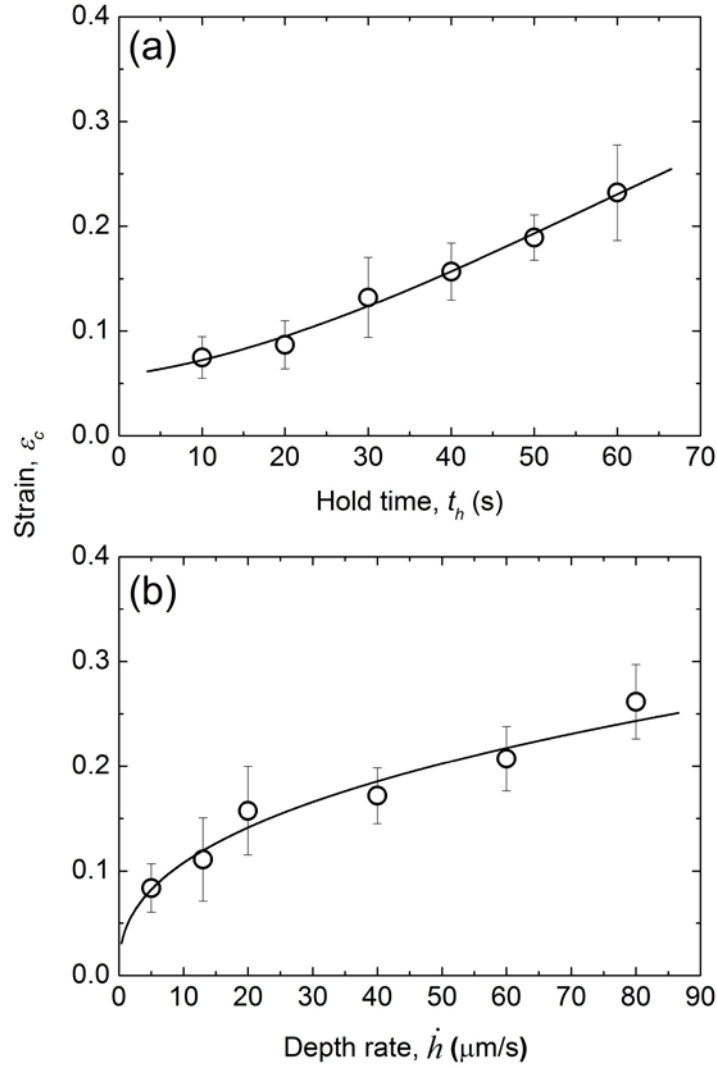 (a)
0.4
0.3
0.2
0.1
0.0
0 10 20 30 40 50 60 70
Hold time, t_h (s)
Strain, ε_c
(b)
0.4
0.3
0.2
0.1
0.0
0 10 20 30 40 50 60 70 80 90
Depth rate, ḣ (μm/s)